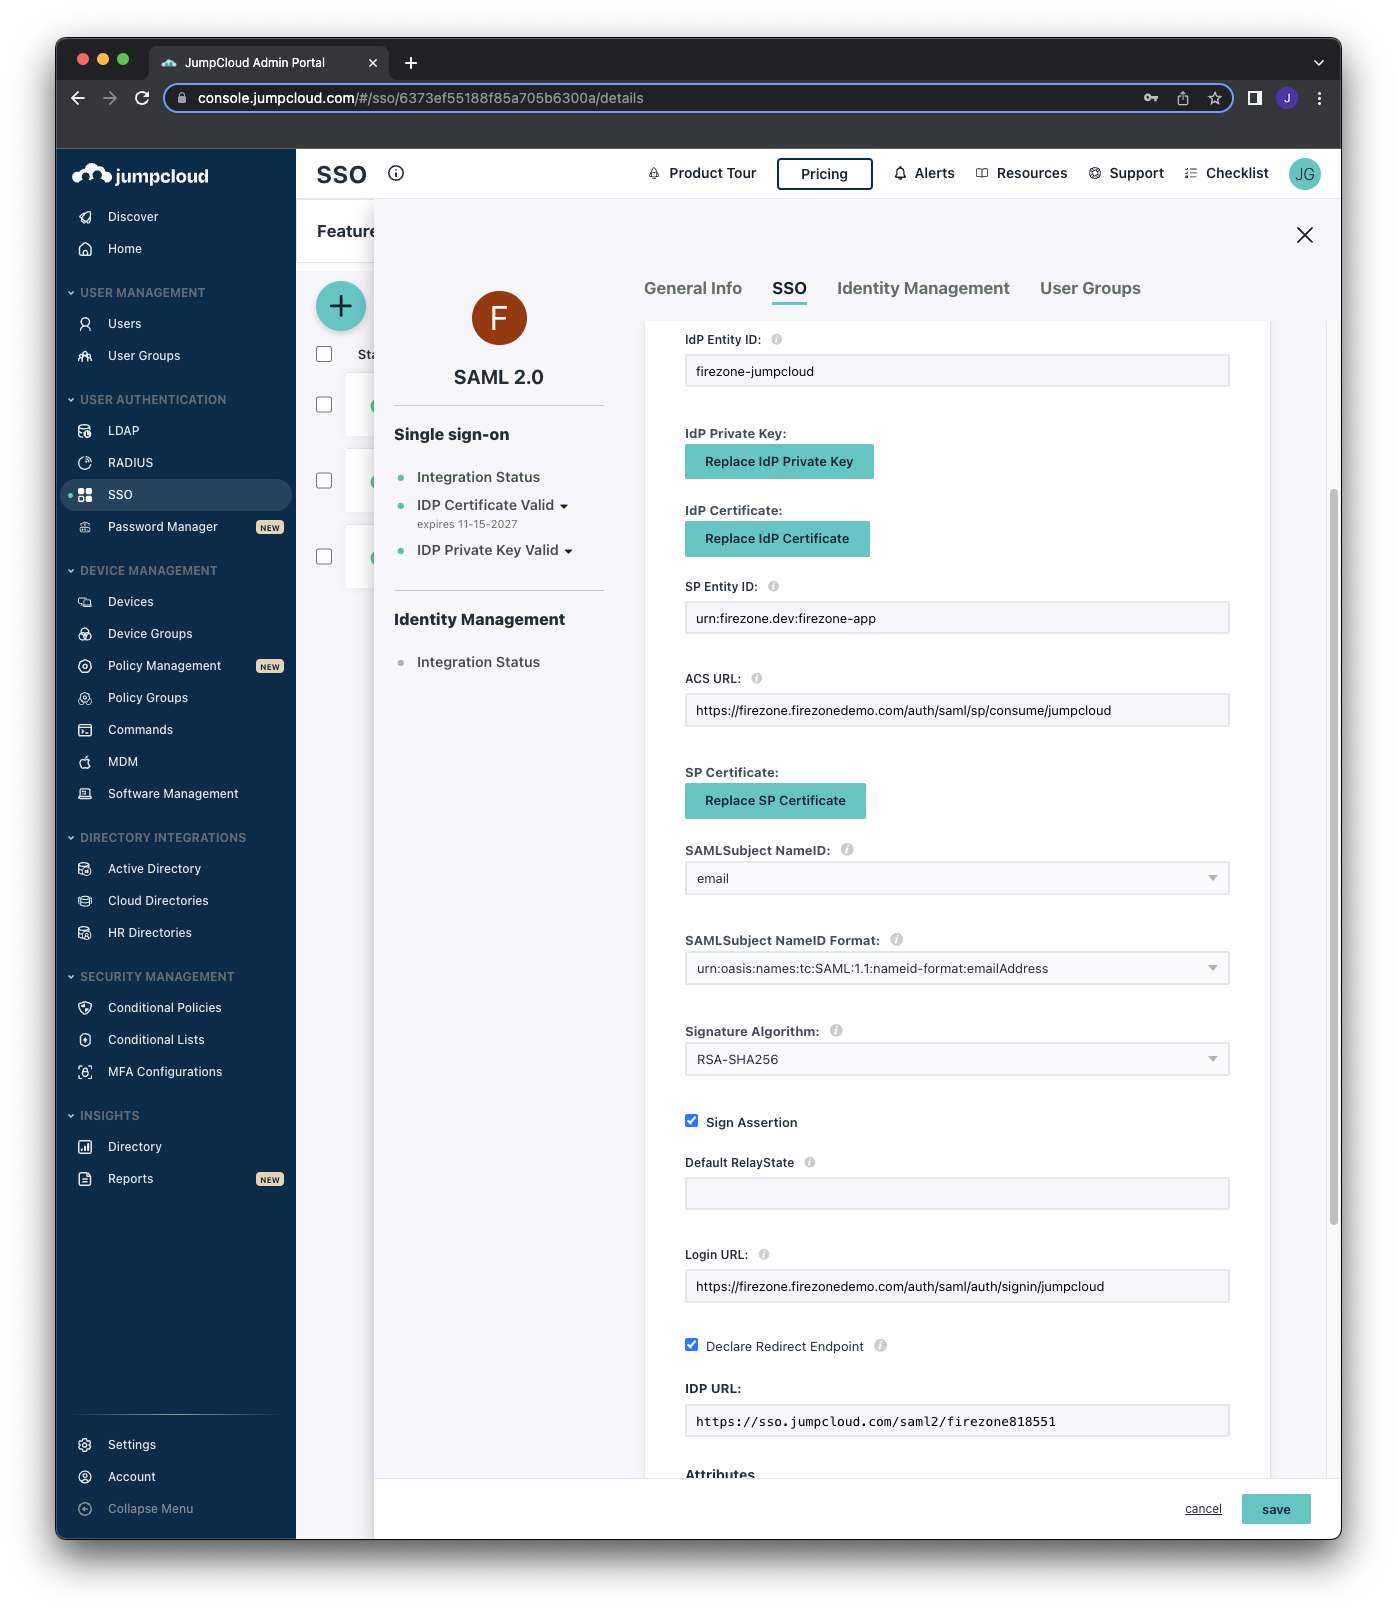 JumpCloud Admin Portal
console.jumpcloud.com/#/sso/6373ef55188f85a705b6300a/details
J
jumpcloud
Discover
Home
USER MANAGEMENT
Users
User Groups
USER AUTHENTICATION
LDAP
RADIUS
SSO
Password Manager NEW
DEVICE MANAGEMENT
Devices
Device Groups
Policy Management NEW
Policy Groups
Commands
MDM
Software Management
DIRECTORY INTEGRATIONS
Active Directory
Cloud Directories
HR Directories
SECURITY MANAGEMENT
Conditional Policies
Conditional Lists
MFA Configurations
INSIGHTS
Directory
Reports NEW
Settings
Account
Collapse Menu
SSO
Product Tour Pricing Alerts Resources Support Checklist JG
Feature
Sta
F
SAML 2.0
Single sign-on
Integration Status
IDP Certificate Valid
expires 11-15-2027
IDP Private Key Valid
Identity Management
Integration Status
General Info SSO Identity Management User Groups
IdP Entity ID:
firezone-jumpcloud
IdP Private Key:
Replace IdP Private Key
IdP Certificate:
Replace IdP Certificate
SP Entity ID:
urn:firezone.dev:firezone-app
ACS URL:
https://firezone.firezonedemo.com/auth/saml/sp/consume/jumpcloud
SP Certificate:
Replace SP Certificate
SAMLSubject NameID:
email
SAMLSubject NameID Format:
urn:oasis:names:tc:SAML:1.1:nameid-format:emailAddress
Signature Algorithm:
RSA-SHA256
Sign Assertion
Default RelayState
Login URL:
https://firezone.firezonedemo.com/auth/saml/auth/signin/jumpcloud
Declare Redirect Endpoint
IDP URL:
https://sso.jumpcloud.com/saml2/firezone818551
Attributes
cancel save